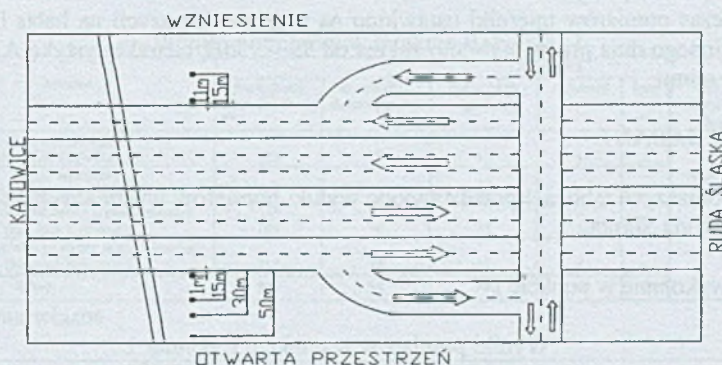 WZNIESIENIE
1m
15m
KATOWICE
RUDA ŚLĄSKA
1m
15m
30m
50m
OTWARTA PRZESTRZEŃ